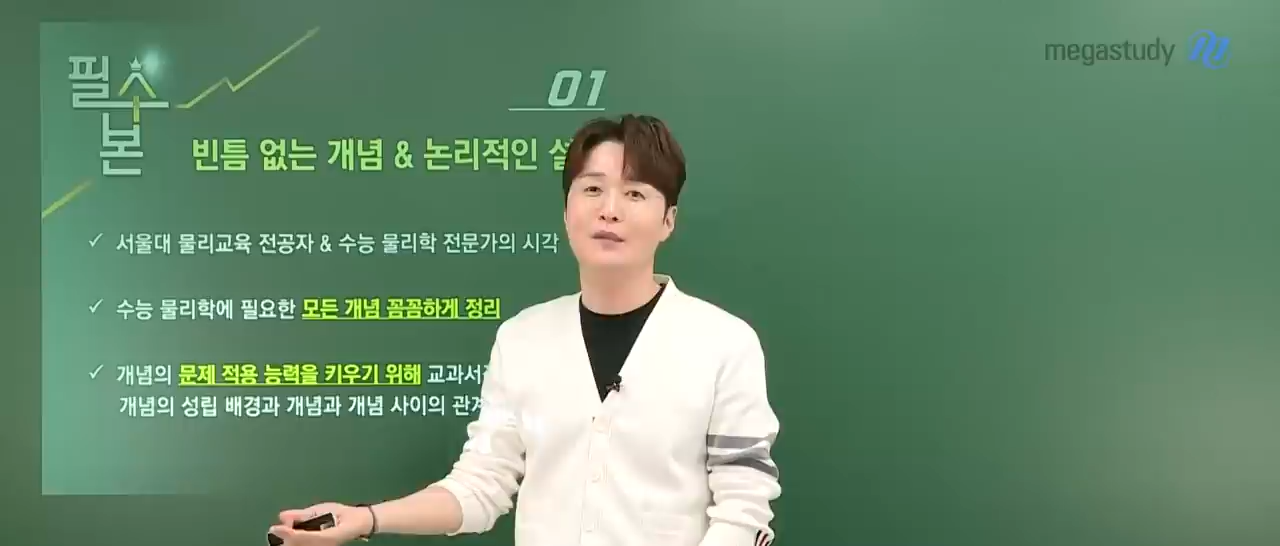 megastudy
필수본
01
빈틈 없는 개념 & 논리적인
✓ 서울대 물리교육 전공자 & 수능 물리학 전문가의 시각
✓ 수능 물리학에 필요한 모든 개념 꼼꼼하게 정리
✓ 개념의 문제 적용 능력을 키우기 위해
개념의 성립 배경과 개념과 개념 사이의